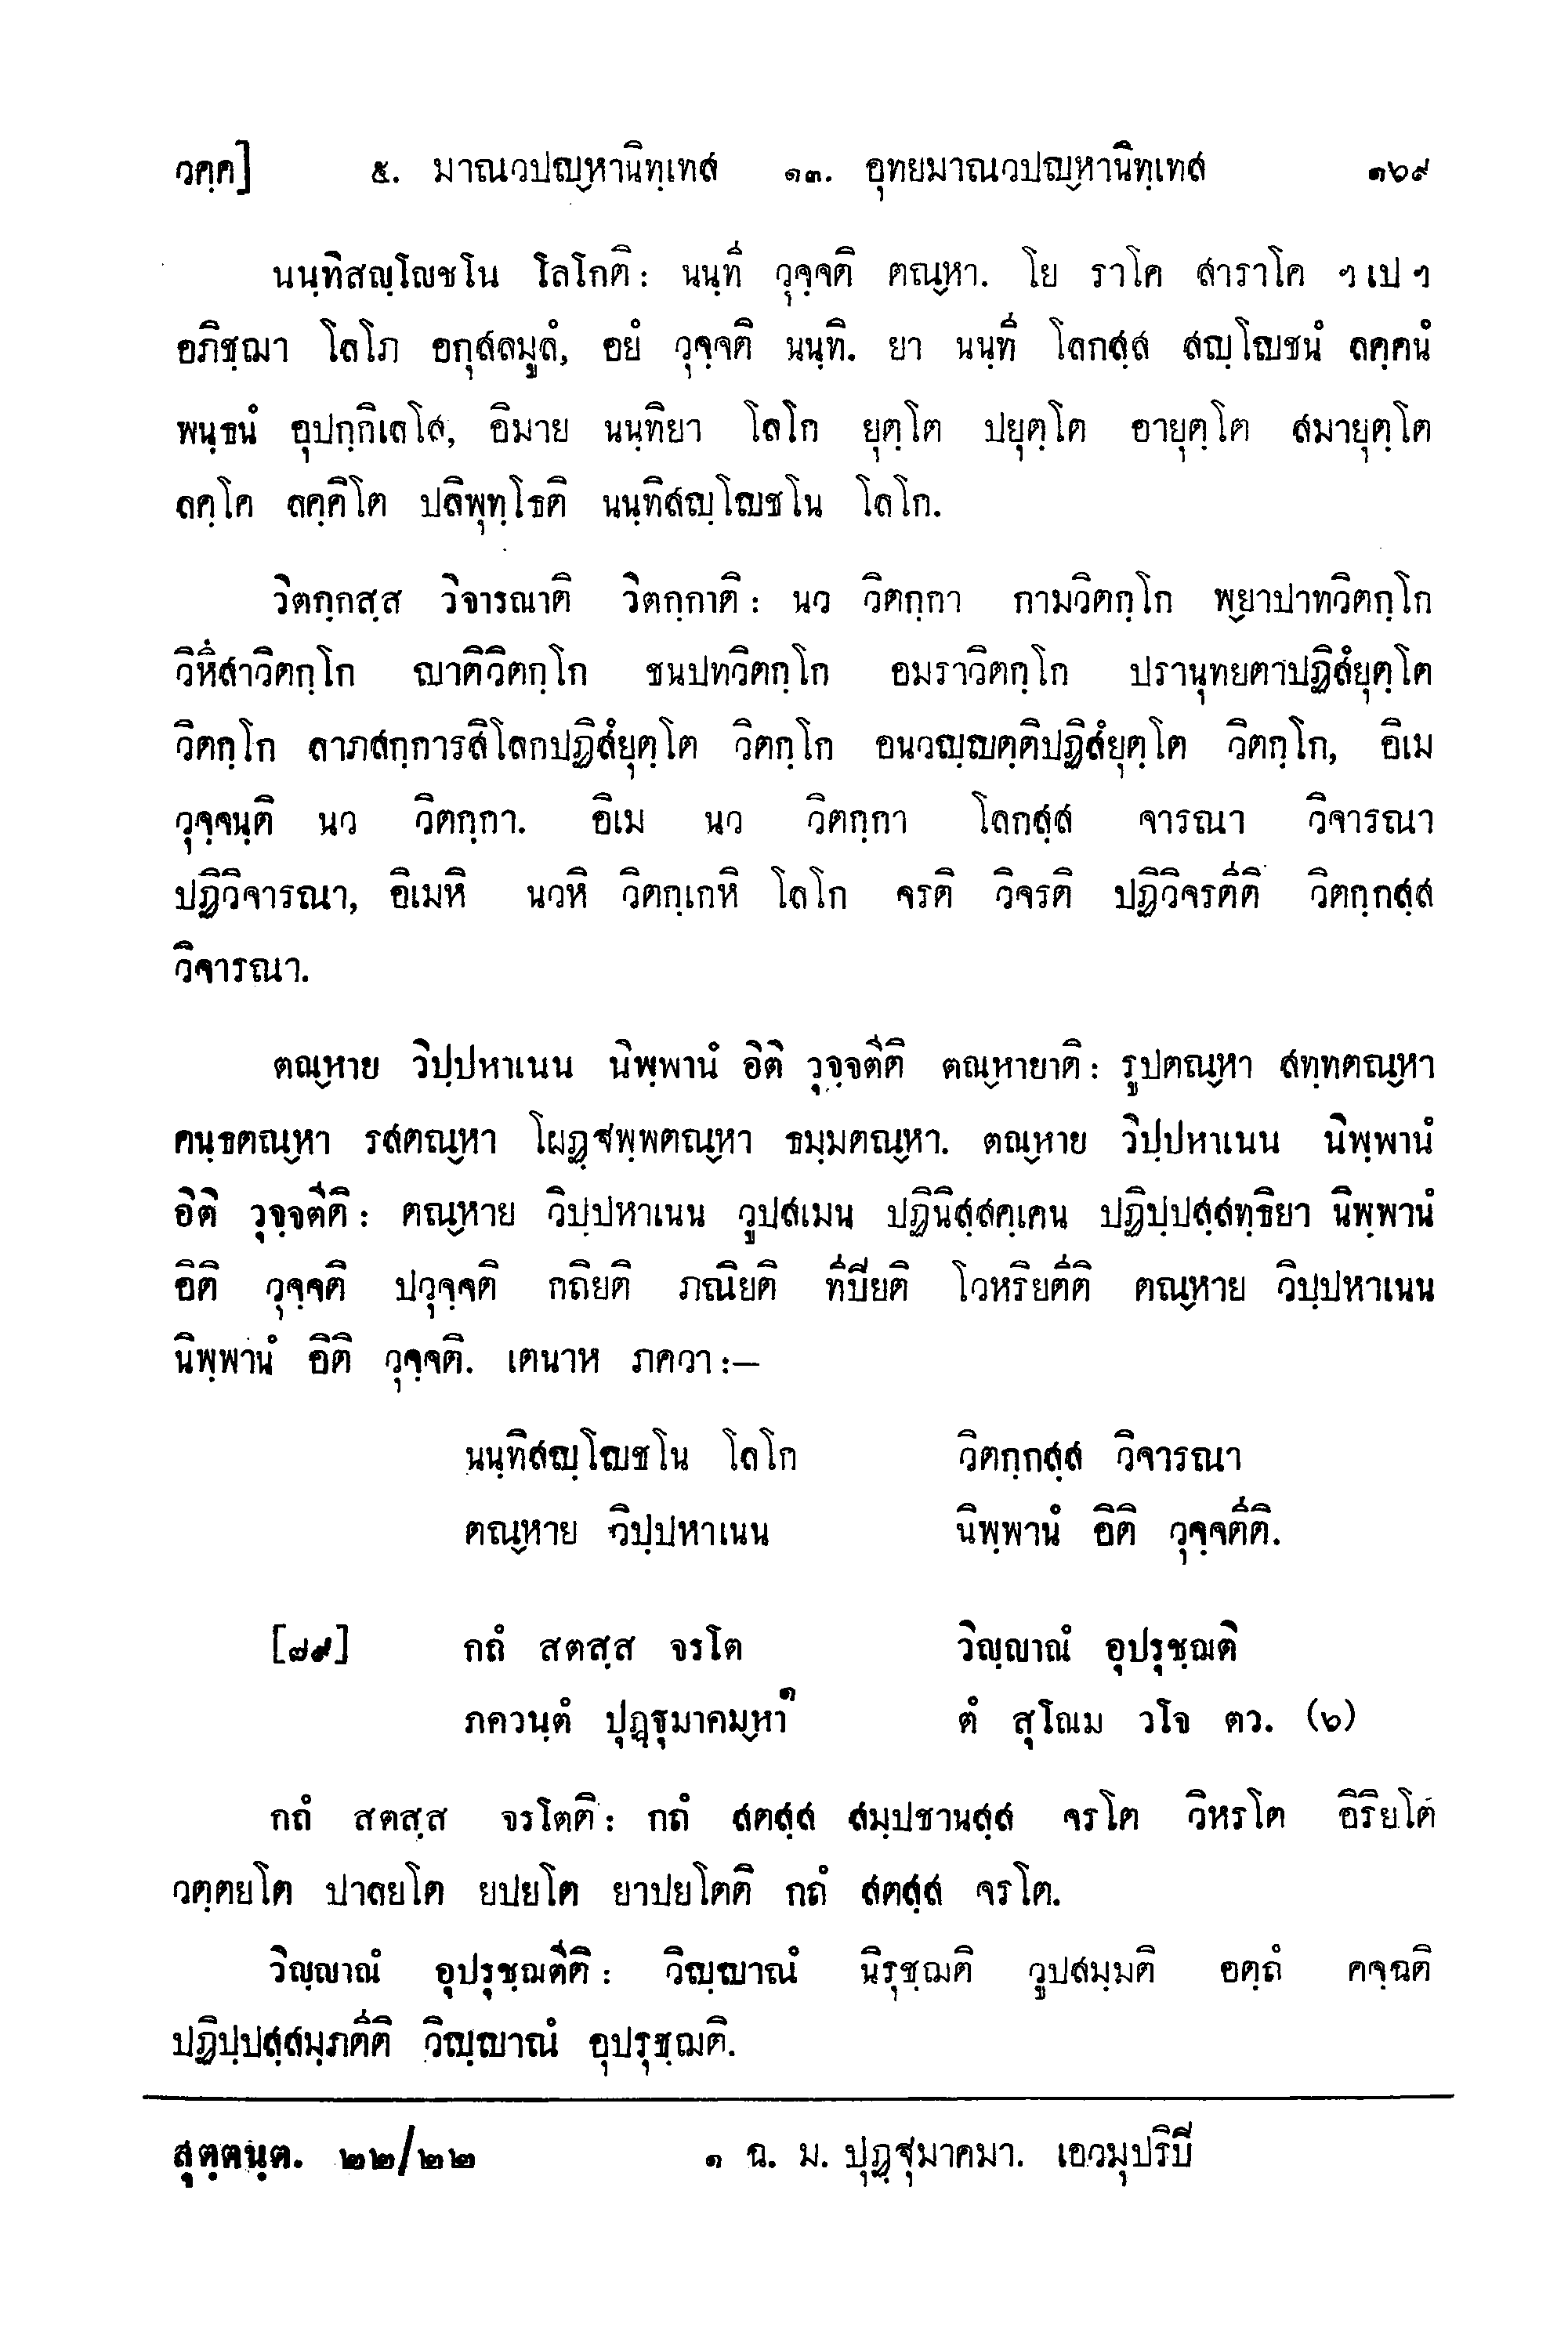 วคฺค]	๕. มาณวปญฺหานิทฺเทส ๑๓. อุทยมาณวปญฺหานิทฺเทส	๑๖๙
นนฺทิสญฺโญชโน โลโกติ: นนฺทิ วุจฺจติ ตณฺหา. โย ราโค สาราโค ฯเปฯ
อภิชฺฌา โลโภ อกุสลมูลํ, อยํ วุจฺจติ นนฺทิ. ยา นนฺทิ โลกสฺส สญฺโญชนํ ลคฺคนํ
พนฺธนํ อุปกฺกิเลโส, อิมาย นนฺทิยา โลโก ยุตฺโต ปยุตฺโต อายุตฺโต สมายุตฺโต
ลคฺโค ลคฺคิโต ปลิพุทฺโธติ นนฺทิสญฺโญชโน โลโก.
วิตกฺกสฺส วิจารณาติ วิตกฺกาติ: นว วิตกฺกา กามวิตกฺโก พฺยาปาทวิตกฺโก
วิหึสาวิตกฺโก ญาติวิตกฺโก ชนปทวิตกฺโก อมราวิตกฺโก ปรานุทยตาปฏิสํยุตฺโต
วิตกฺโก ลาภสกฺการสิโลกปฏิสํยุตฺโต วิตกฺโก อนวญฺญตฺติปฏิสํยุตฺโต วิตกฺโก, อิเม
วุจฺจนฺติ นว วิตกฺกา. อิเม นว วิตกฺกา โลกสฺส จารณา วิจารณา
ปฏิวิจารณา, อิเมหิ นวหิ วิตกฺเกหิ โลโก จรติ วิจรติ ปฏิวิจรตีติ วิตกฺกสฺส
วิจารณา.
ตณฺหาย วิปฺปหาเนน นิพฺพานํ อิติ วุจฺจตีติ ตณฺหายาติ: รูปตณฺหา สทฺทตณฺหา
คนฺธตณฺหา รสตณฺหา โผฏฺฐพฺพตณฺหา ธมฺมตณฺหา. ตณฺหาย วิปฺปหาเนน นิพฺพานํ
อิติ วุจฺจตีติ: ตณฺหาย วิปฺปหาเนน วูปสเมน ปฏินิสฺสคฺเคน ปฏิปฺปสฺสทฺธิยา นิพฺพานํ
อิติ วุจฺจติ ปวุจฺจติ กถิยติ ภณิยติ ทีปิยติ โวหริยตีติ ตณฺหาย วิปฺปหาเนน
นิพฺพานํ อิติ วุจฺจติ. เตนาห ภควา:—
นนฺทิสญฺโญชโน โลโก	วิตกฺกสฺส วิจารณา
ตณฺหาย วิปฺปหาเนน	นิพฺพานํ อิติ วุจฺจตีติ.
[๗๙]	กถํ สตสฺส จรโต	วิญฺญาณํ อุปรุชฺฌติ
ภควนฺตํ ปุฏฺฐุมาคมฺหา๑	ตํ สุโณม วโจ ตว. (๖)
กถํ สตสฺส จรโตติ: กถํ สตสฺส สมฺปชานสฺส จรโต วิหรโต อิริยโต
วตฺตยโต ปาลยโต ยปยโต ยาปยโตติ กถํ สตสฺส จรโต.
วิญฺญาณํ อุปรุชฺฌตีติ: วิญฺญาณํ นิรุชฺฌติ วูปสมฺมติ อตฺถํ คจฺฉติ
ปฏิปฺปสฺสมฺภตีติ วิญฺญาณํ อุปรุชฺฌติ.
สุตฺตนฺต. ๒๒/๒๒	๑ ฉ. ม. ปุฏฺฐุมาคมา. เอวมุปริปิ